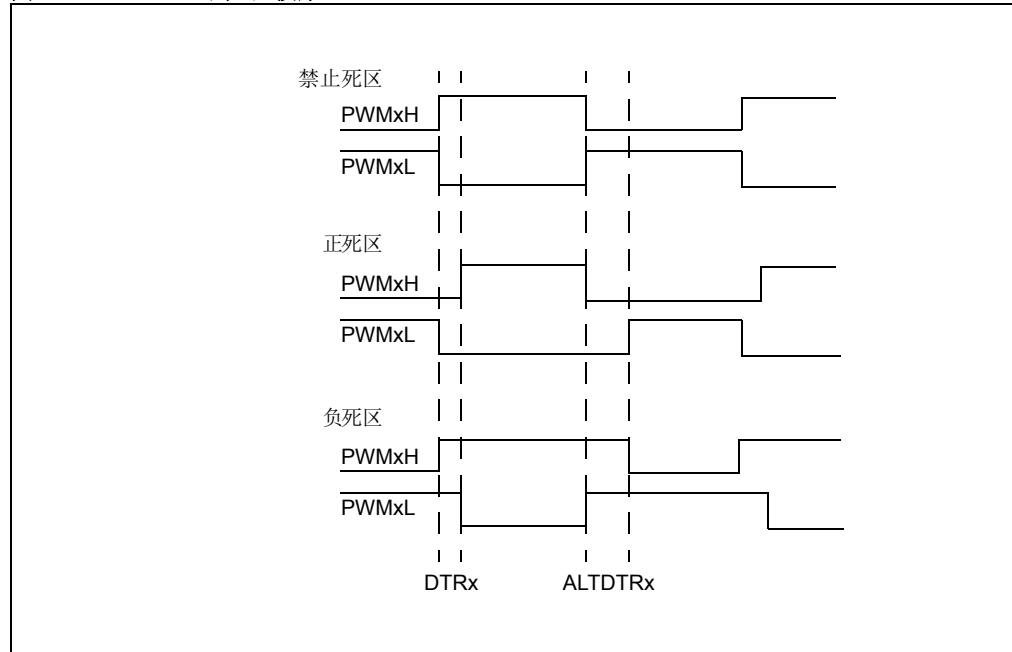 禁止死区
PWMxH
PWMxL
正死区
PWMxH
PWMxL
负死区
PWMxH
PWMxL
DTRx ALTDTRx